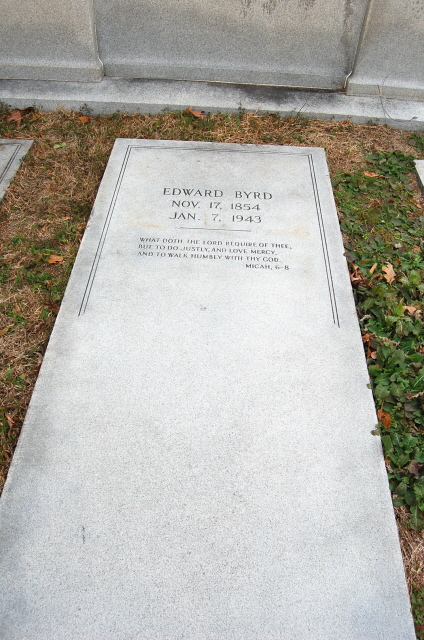 EDWARD BYRD
NOV. 17, 1854
JAN. 7, 1943
WHAT DOTH THE LORD REQUIRE OF THEE,
BUT TO DO JUSTLY, AND LOVE MERCY,
AND TO WALK HUMBLY WITH THY GOD.
MICAH, 6-8